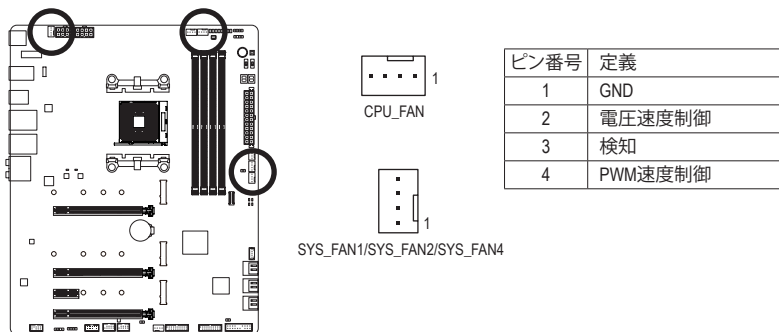 1
CPU_FAN
1
SYS_FAN1/SYS_FAN2/SYS_FAN4
ピン番号 定義
1 GND
2 電圧速度制御
3 検知
4 PWM速度制御